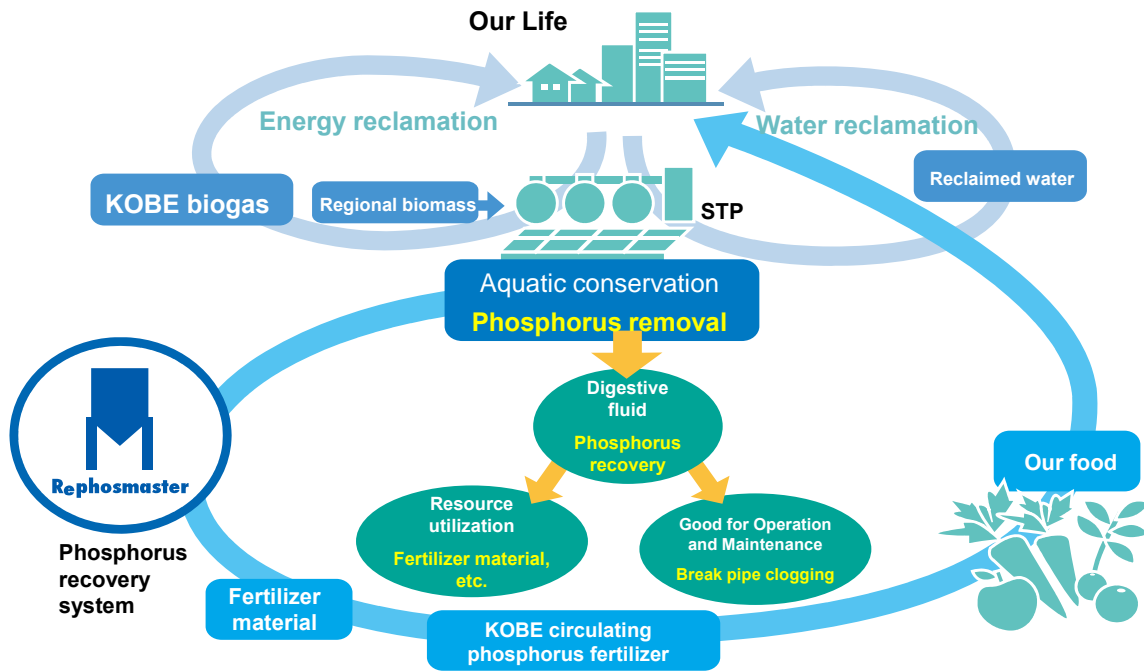 Our Life
Energy reclamation
Water reclamation
KOBE biogas
Regional biomass
STP
Reclaimed water
Aquatic conservation
Phosphorus removal
Digestive
fluid
Phosphorus
recovery
Resource
utilization
Fertilizer material,
etc.
Good for Operation
and Maintenance
Break pipe clogging
Rephosmaster
Phosphorus
recovery
system
Fertilizer
material
KOBE circulating
phosphorus fertilizer
Our food